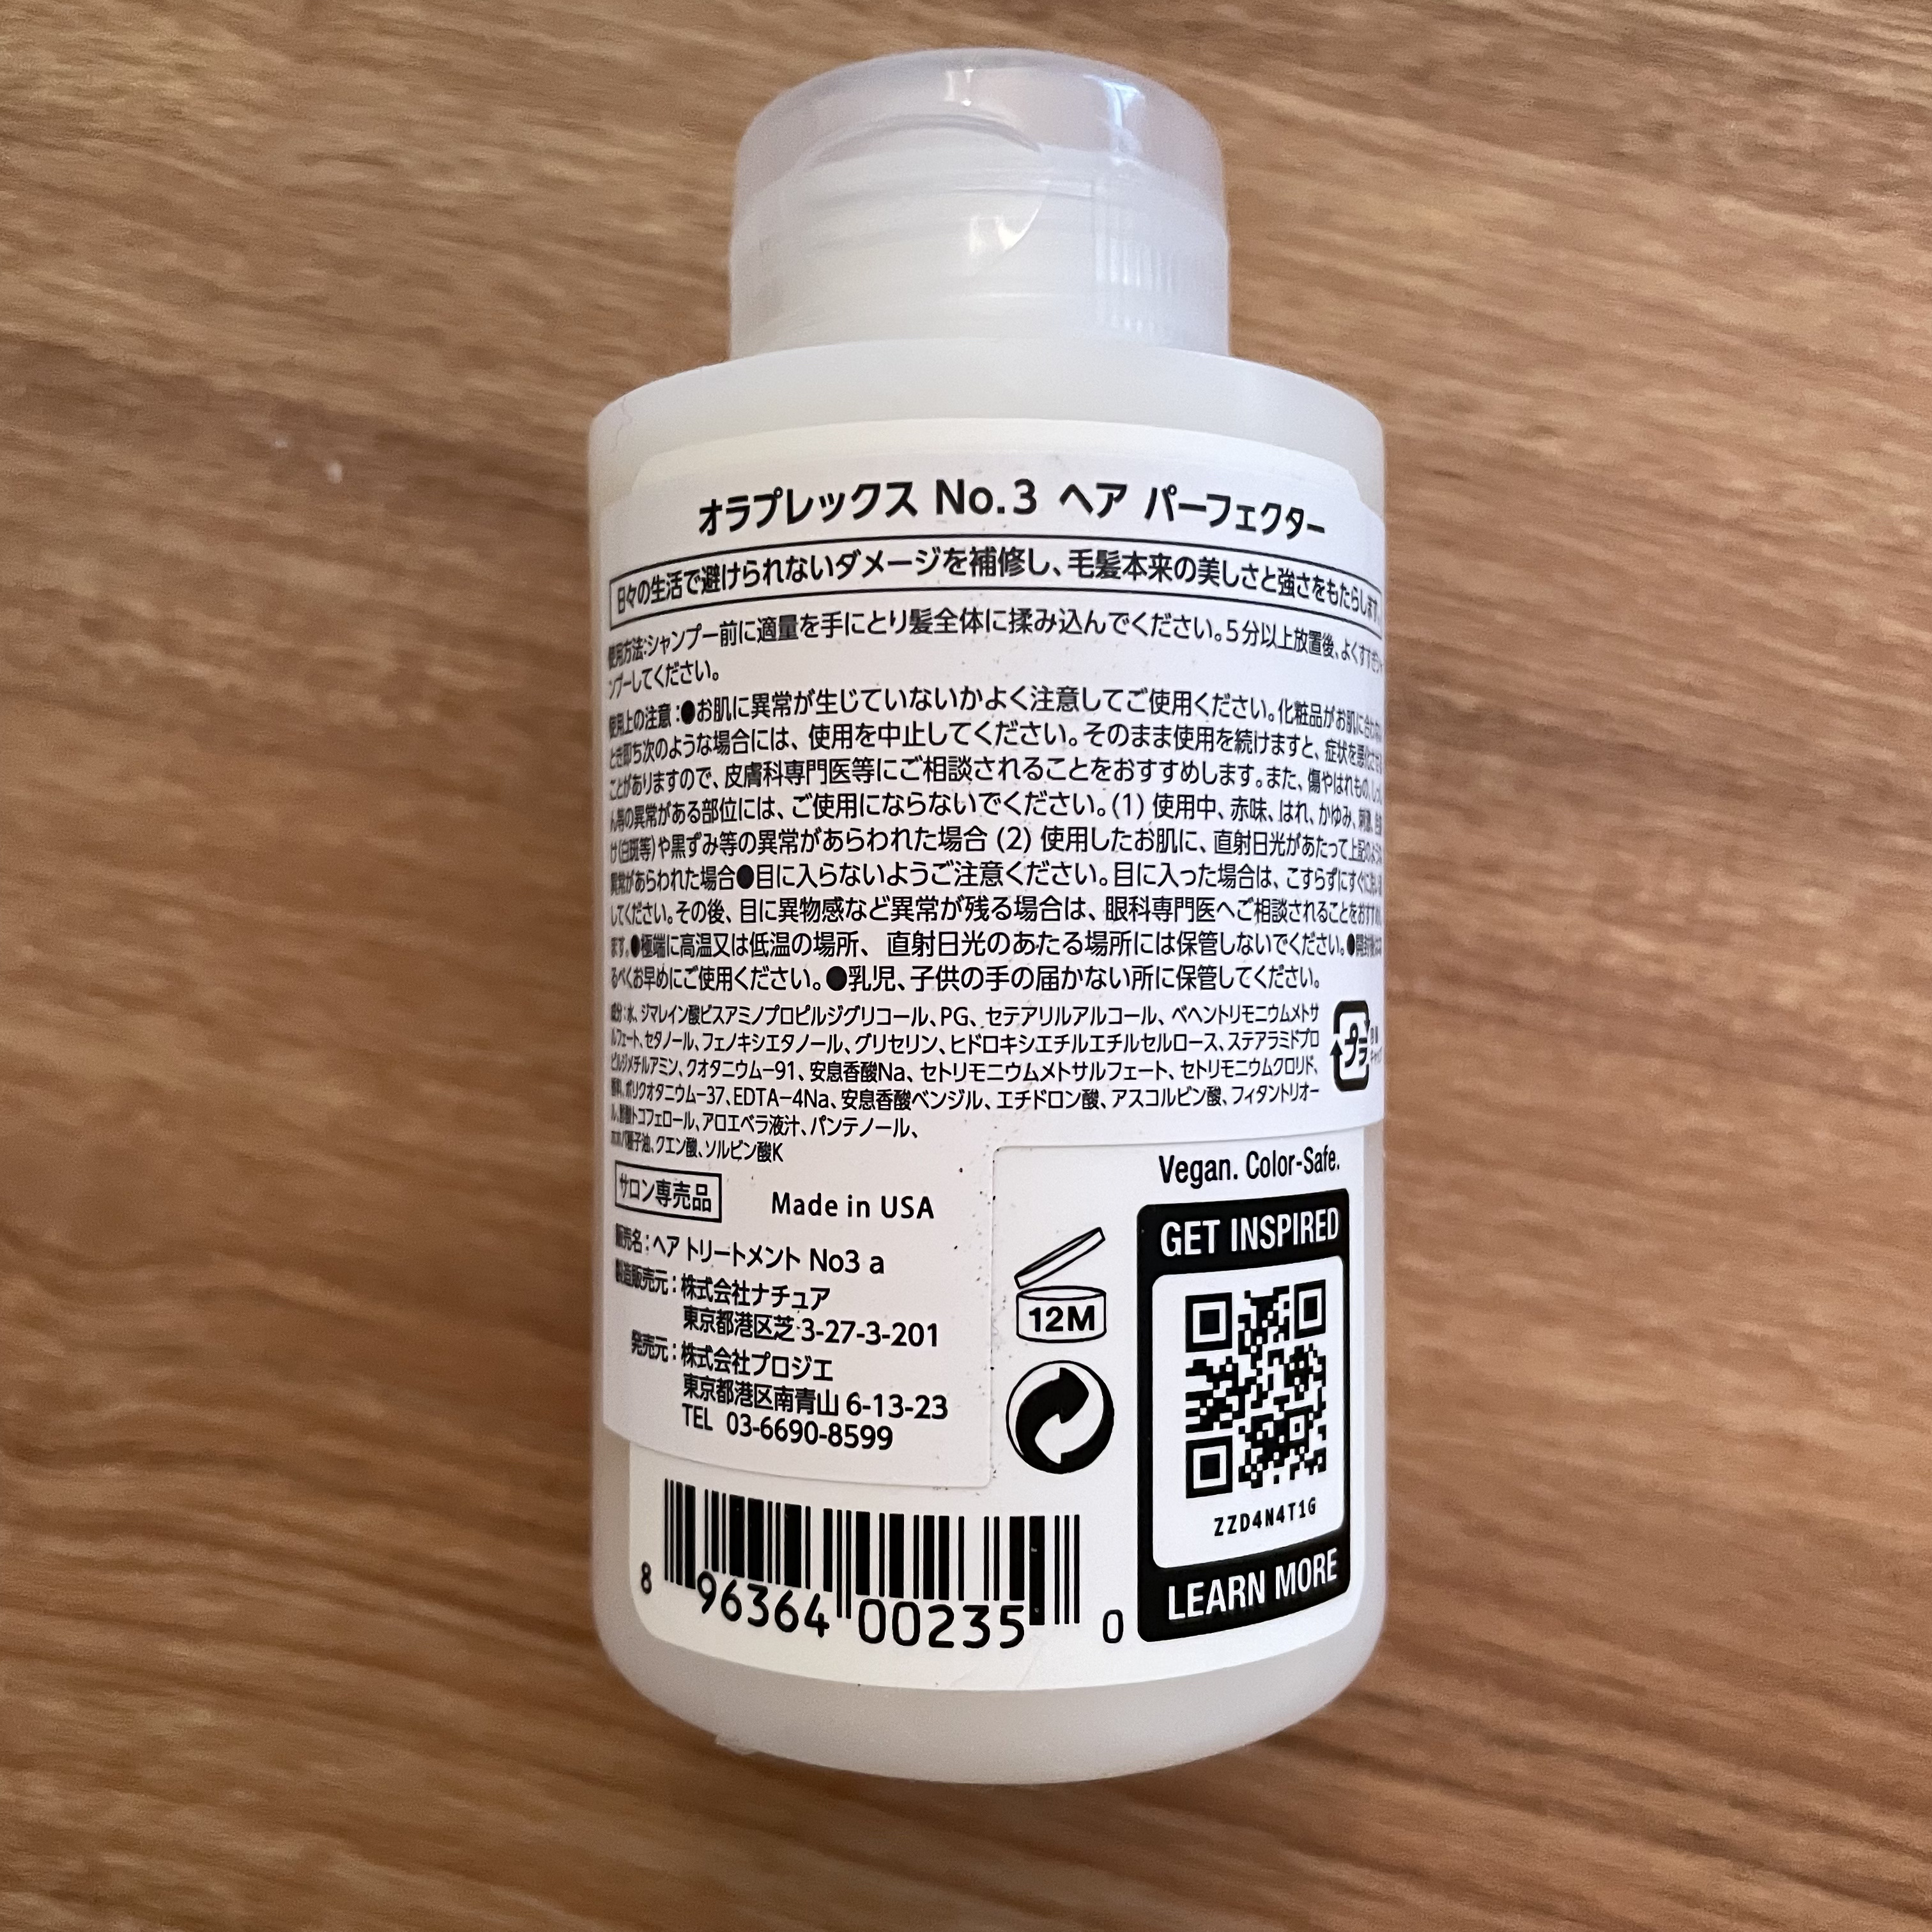 オラプレックス No.3 ヘア パーフェクター
日々の生活で避けられないダメージを補修し、毛髪本来の美しさと強さをもたらします。
使用方法:シャンプー前に適量を手にとり髪全体に揉み込んでください。5分以上放置後、よくすすぎシャ
ンプーしてください。
使用上の注意:●お肌に異常が生じていないかよく注意してご使用ください。化粧品がお肌に合わない
とき即ち次のような場合には、使用を中止してください。そのまま使用を続けますと、症状を悪化させる
ことがありますので、皮膚科専門医等にご相談されることをおすすめします。また、傷やはれもの、しっし
ん等の異常がある部位には、ご使用にならないでください。(1) 使用中、赤味、はれ、かゆみ、刺激、色抜
け(白斑等)や黒ずみ等の異常があらわれた場合 (2) 使用したお肌に、直射日光があたって上記のような
異常があらわれた場合●目に入らないようご注意ください。目に入った場合は、こすらずにすぐに洗い流
してください。その後、目に異物感など異常が残る場合は、眼科専門医へご相談されることをおすすめし
ます。●極端に高温又は低温の場所、直射日光のあたる場所には保管しないでください。●開封後はな
るべくお早めにご使用ください。●乳児、子供の手の届かない所に保管してください。
成分:水、ジマレイン酸ビスアミノプロピルジグリコール、PG、セテアリルアルコール、ベヘントリモニウムメトサ
ルフェート、セタノール、フェノキシエタノール、グリセリン、ヒドロキシエチルエチルセルロース、ステアラミドプロ
ピルジメチルアミン、クオタニウム−91、安息香酸Na、セトリモニウムメトサルフェート、セトリモニウムクロリド、
香料、ポリクオタニウム−37、EDTA−4Na、安息香酸ベンジル、エチドロン酸、アスコルビン酸、フィタントリオー
ル、酢酸トコフェロール、アロエベラ液汁、パンテノール、
ホホバ種子油、クエン酸、ソルビン酸K
プラ
サロン専売品 Made in USA
販売名:ヘア トリートメント No3 a
製造販売元:株式会社ナチュア
東京都港区芝 3-27-3-201
発売元:株式会社プロジエ
東京都港区南青山 6-13-23
TEL 03-6690-8599
Vegan. Color-Safe.
GET INSPIRED
12M
ZZD4N4T1G
LEARN MORE
8 96364 00235 0